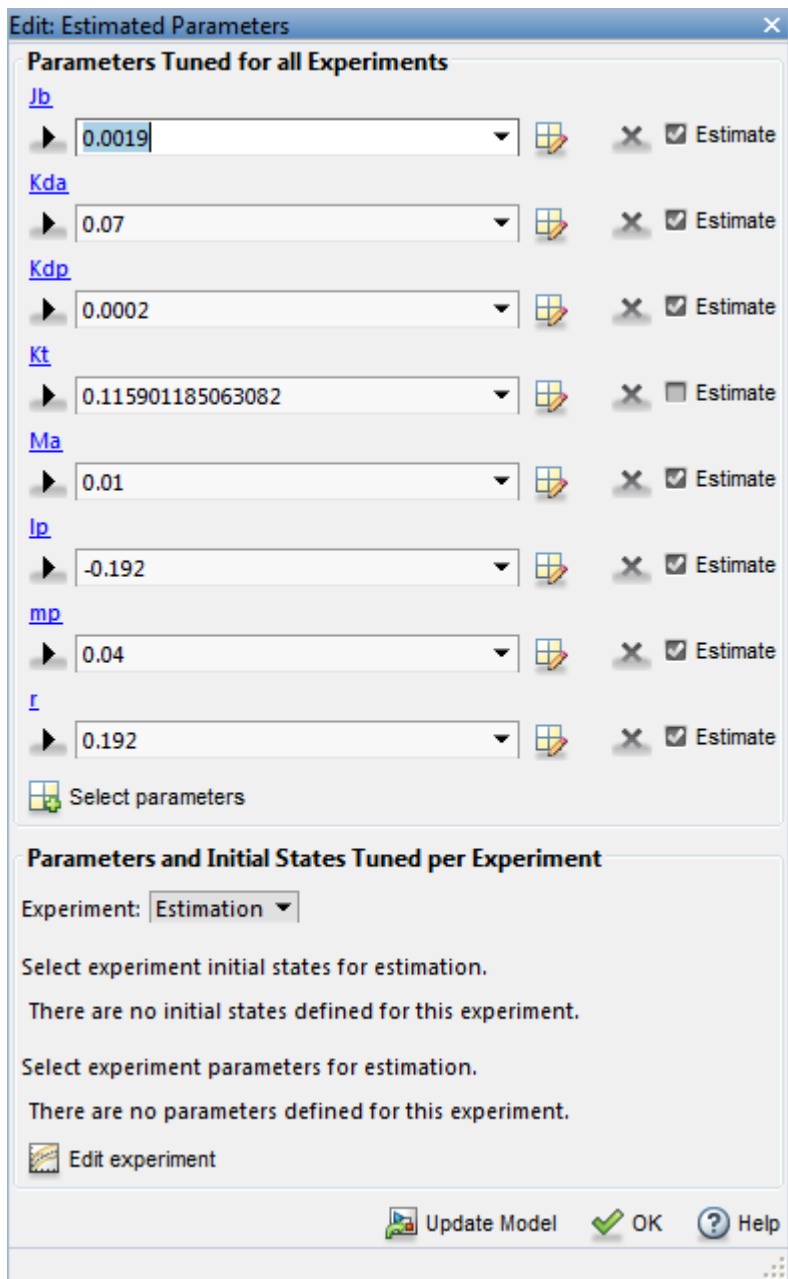 Edit: Estimated Parameters
Parameters Tuned for all Experiments
Jb
0.0019 Estimate
Kda
0.07 Estimate
Kdp
0.0002 Estimate
Kt
0.115901185063082 Estimate
Ma
0.01 Estimate
lp
-0.192 Estimate
mp
0.04 Estimate
r
0.192 Estimate
Select parameters
Parameters and Initial States Tuned per Experiment
Experiment: Estimation
Select experiment initial states for estimation.
There are no initial states defined for this experiment.
Select experiment parameters for estimation.
There are no parameters defined for this experiment.
Edit experiment
Update Model OK Help